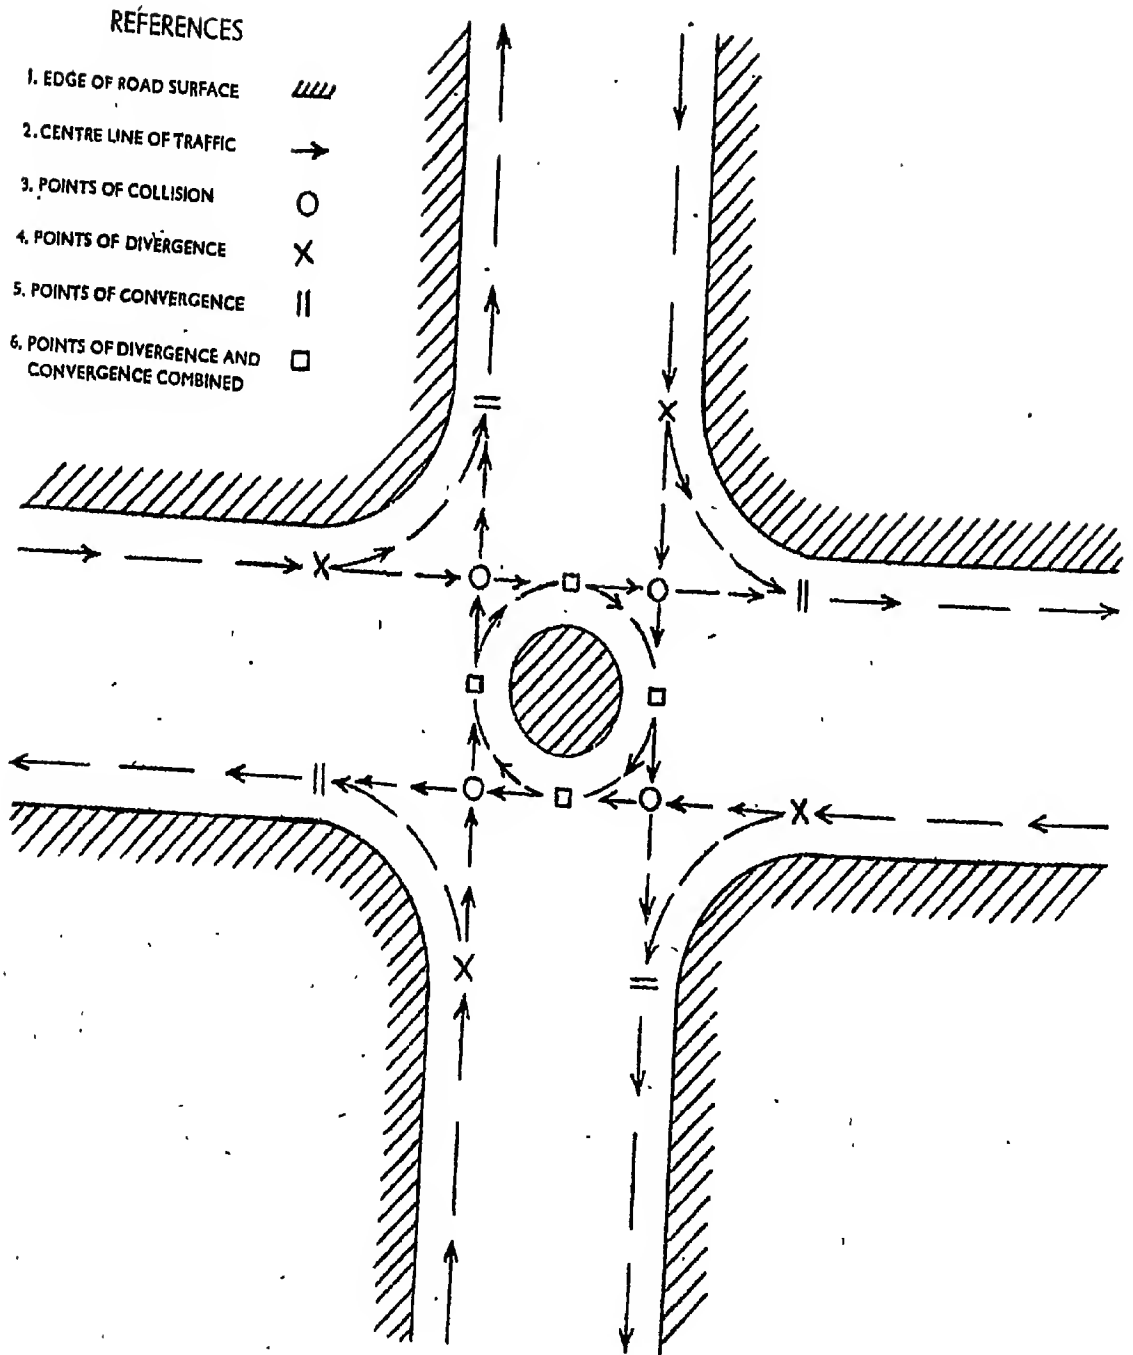 REFERENCES
1. EDGE OF ROAD SURFACE
2. CENTRE LINE OF TRAFFIC
3. POINTS OF COLLISION
4. POINTS OF DIVERGENCE
5. POINTS OF CONVERGENCE
6. POINTS OF DIVERGENCE AND
CONVERGENCE COMBINED